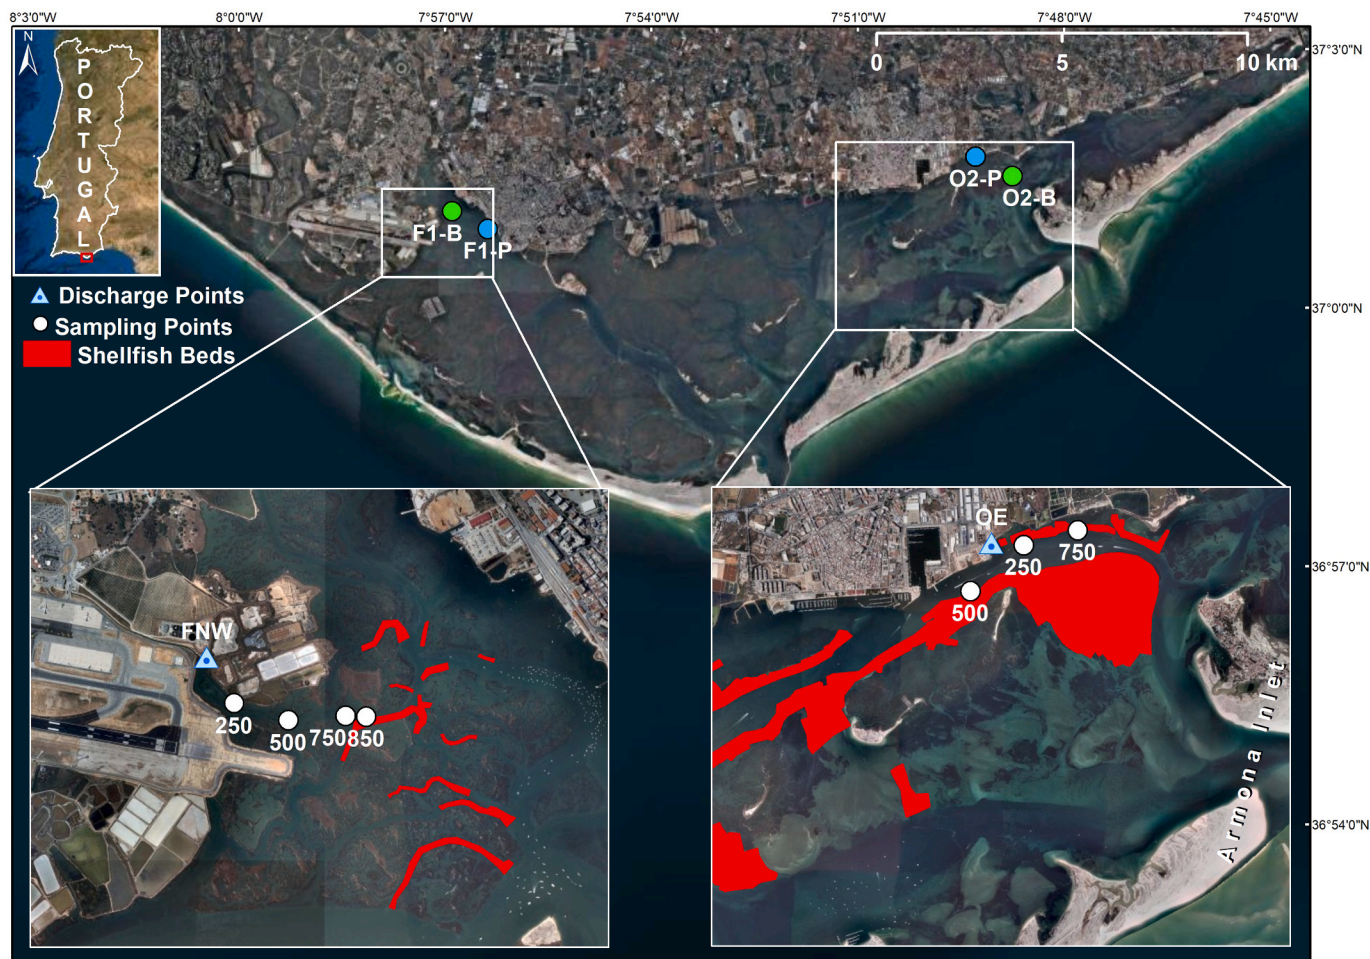 8°3'0"W 8°0'0"W 7°57'0"W 7°54'0"W 7°51'0"W 7°48'0"W 7°45'0"W
N
PORTUGAL
0 5 10 km
37°3'0"N
O2-P
O2-B
F1-B
F1-P
Discharge Points
Sampling Points
Shellfish Beds
37°0'0"N
FNW
250
500
750
850
OE
250
750
500
36°57'0"N
Armona Inlet
36°54'0"N